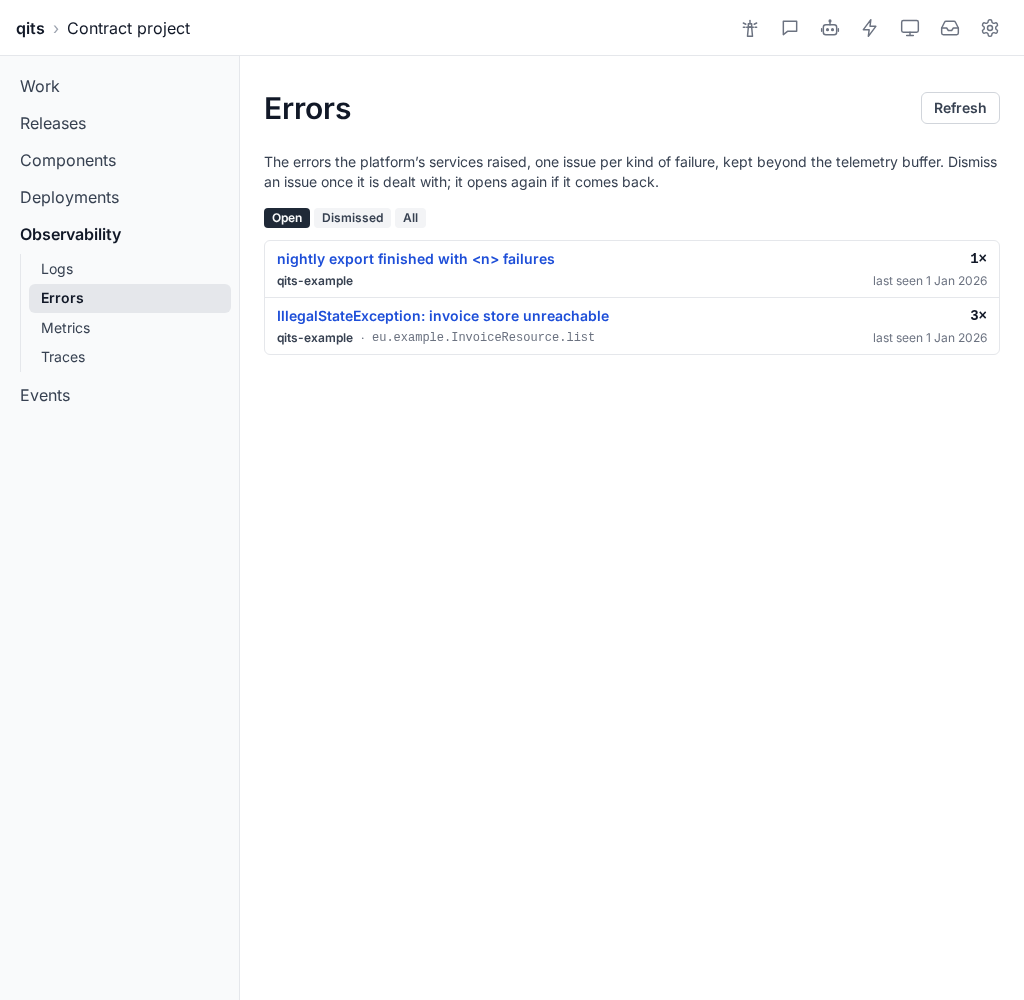 qits › Contract project
Work
Releases
Components
Deployments
Observability
Logs
Errors
Metrics
Traces
Events
Errors
Refresh
The errors the platform’s services raised, one issue per kind of failure, kept beyond the telemetry buffer. Dismiss
an issue once it is dealt with; it opens again if it comes back.
Open Dismissed All
nightly export finished with <n> failures 1×
qits-example last seen 1 Jan 2026
IllegalStateException: invoice store unreachable 3×
qits-example · eu.example.InvoiceResource.list last seen 1 Jan 2026